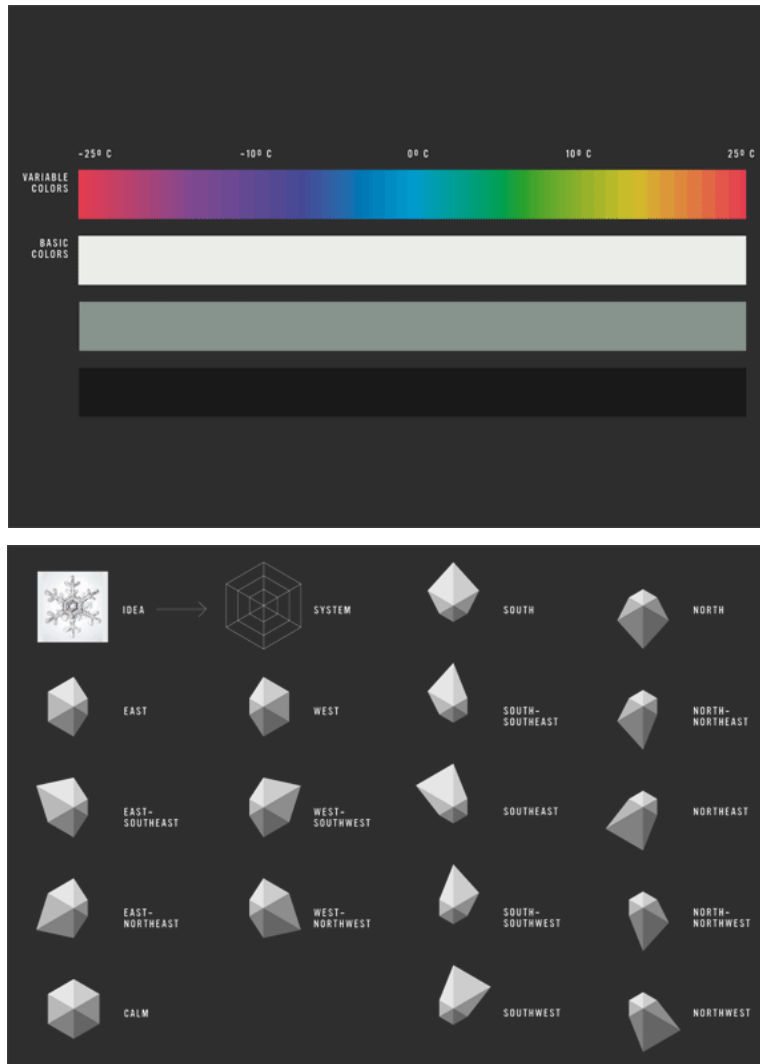 -25º C
-10º C
0º C
10º C
25º C
VARIABLE
COLORS
BASIC
COLORS
IDEA
SYSTEM
SOUTH
NORTH
EAST
WEST
SOUTH-
SOUTHEAST
NORTH-
NORTHEAST
EAST-
SOUTHEAST
WEST-
SOUTHWEST
SOUTHEAST
NORTHEAST
EAST-
NORTHEAST
WEST-
NORTHWEST
SOUTH-
SOUTHWEST
NORTH-
NORTHWEST
CALM
SOUTHWEST
NORTHWEST